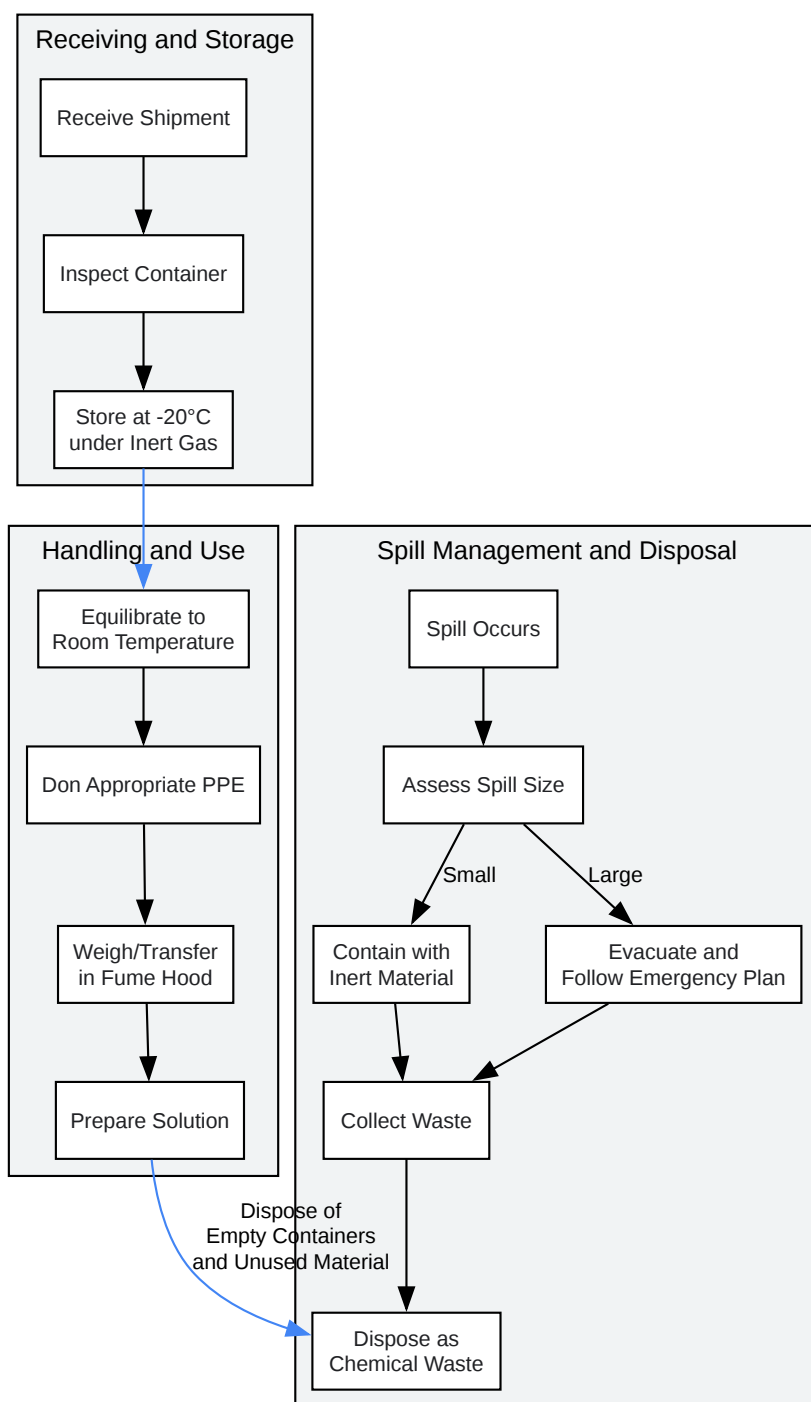 Receiving and Storage
Receive Shipment
Inspect Container
Store at -20°C
under Inert Gas
Handling and Use
Equilibrate to
Room Temperature
Don Appropriate PPE
Weigh/Transfer
in Fume Hood
Prepare Solution
Dispose of
Empty Containers
and Unused Material
Spill Management and Disposal
Spill Occurs
Assess Spill Size
Small
Large
Contain with
Inert Material
Evacuate and
Follow Emergency Plan
Collect Waste
Dispose as
Chemical Waste